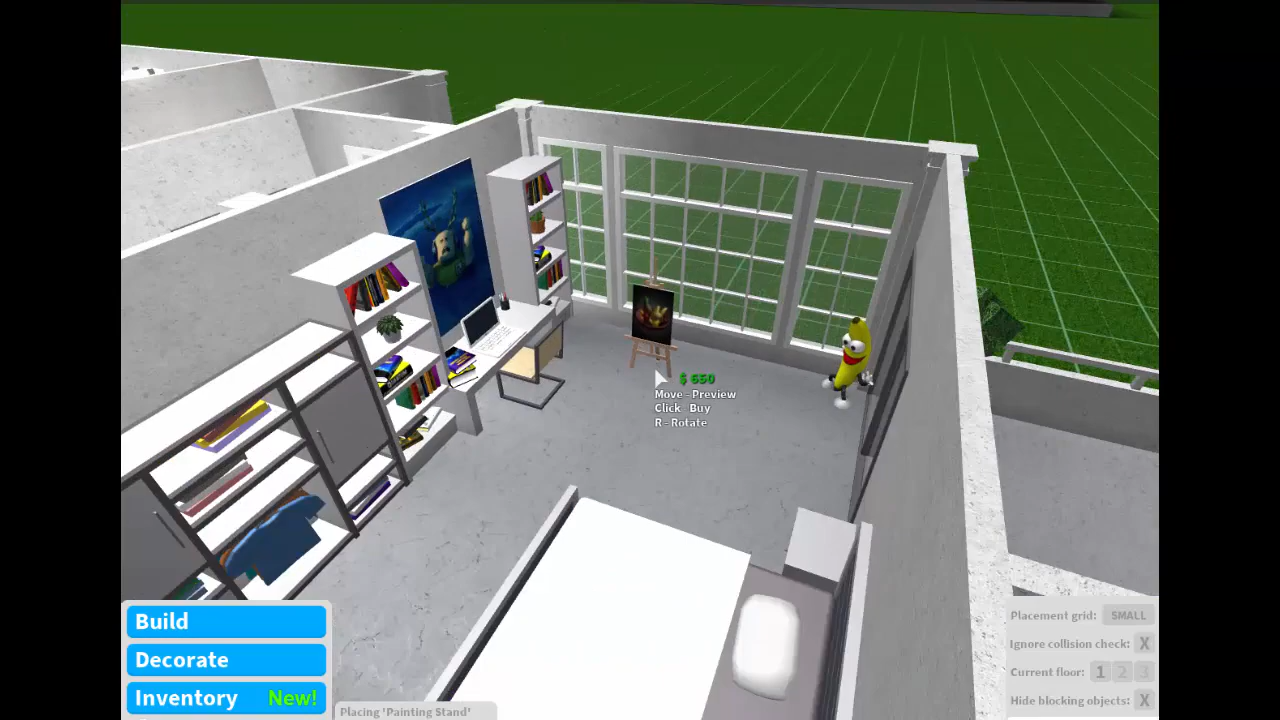 $ 650
Move - Preview
Click - Buy
R - Rotate
Build
Decorate
Inventory New!
Placing 'Painting Stand'
Placement grid: SMALL
Ignore collision check: X
Current floor: 1 2 3
Hide blocking objects: X